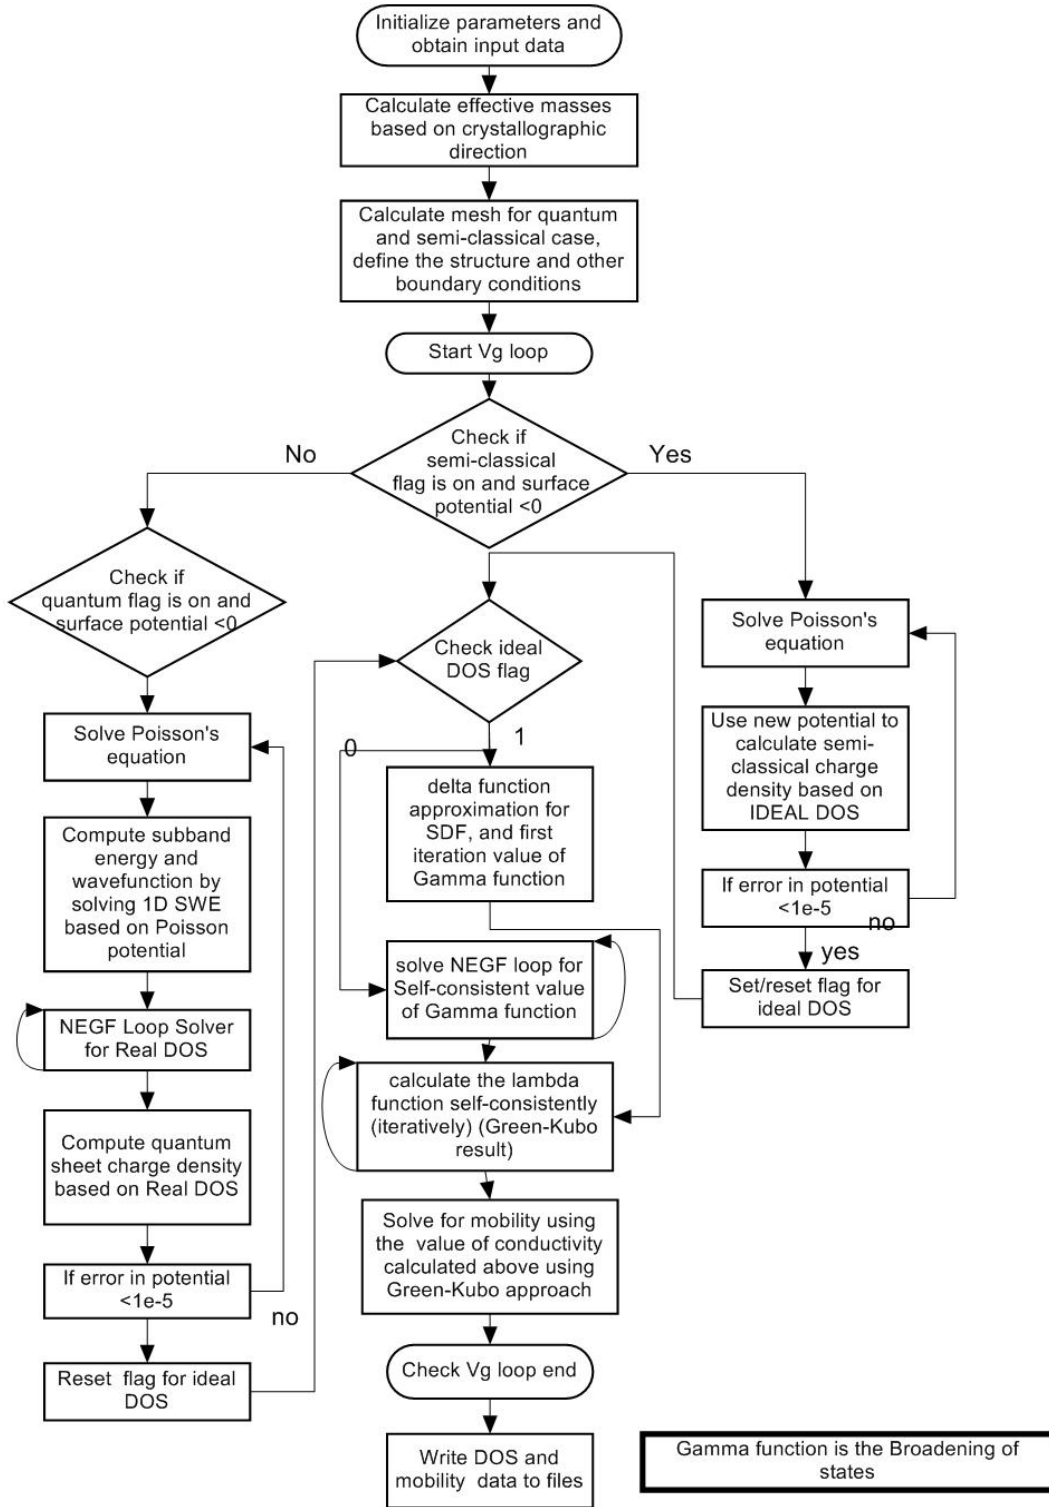 Initialize parameters and
obtain input data
Calculate effective masses
based on crystallographic
direction
Calculate mesh for quantum
and semi-classical case,
define the structure and other
boundary conditions
Start Vg loop
Check if
semi-classical
flag is on and surface
potential <0
No
Yes
Check if
quantum flag is on and
surface potential <0
Solve Poisson's
equation
Compute subband
energy and
wavefunction by
solving 1D SWE
based on Poisson
potential
NEGF Loop Solver
for Real DOS
Compute quantum
sheet charge density
based on Real DOS
If error in potential
<1e-5
no
Reset flag for ideal
DOS
Check ideal
DOS flag
0
1
delta function
approximation for
SDF, and first
iteration value of
Gamma function
solve NEGF loop for
Self-consistent value
of Gamma function
calculate the lambda
function self-consistently
(iteratively) (Green-Kubo
result)
Solve for mobility using
the value of conductivity
calculated above using
Green-Kubo approach
Check Vg loop end
Write DOS and
mobility data to files
Solve Poisson's
equation
Use new potential to
calculate semi-
classical charge
density based on
IDEAL DOS
If error in potential
<1e-5
no
yes
Set/reset flag for
ideal DOS
Gamma function is the Broadening of
states